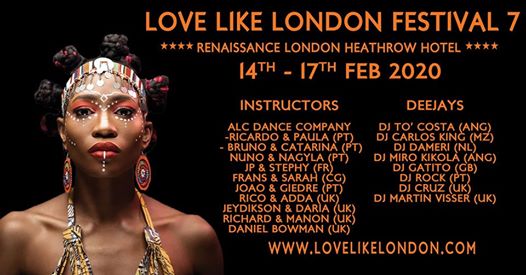 LOVE LIKE LONDON FESTIVAL 7
**** RENAISSANCE LONDON HEATHROW HOTEL ****
14TH - 17TH FEB 2020
INSTRUCTORS
ALC DANCE COMPANY
-RICARDO & PAULA (PT)
- BRUNO & CATARINA (PT)
NUNO & NAGYLA (PT)
JP & STEPHY (FR)
FRANS & SARAH (CG)
JOAO & GIEDRE (PT)
RICO & ADDA (UK)
JEYDIKSON & DARIA (UK)
RICHARD & MANON (UK)
DANIEL BOWMAN (UK)
DEEJAYS
DJ TO' COSTA (ANG)
DJ CARLOS KING (MZ)
DJ DAMERI (NL)
DJ MIRO KIKOLA (ANG)
DJ GATITO (GB)
DJ ROCK (PT)
DJ CRUZ (UK)
DJ MARTIN VISSER (UK)
WWW.LOVELIKELONDON.COM